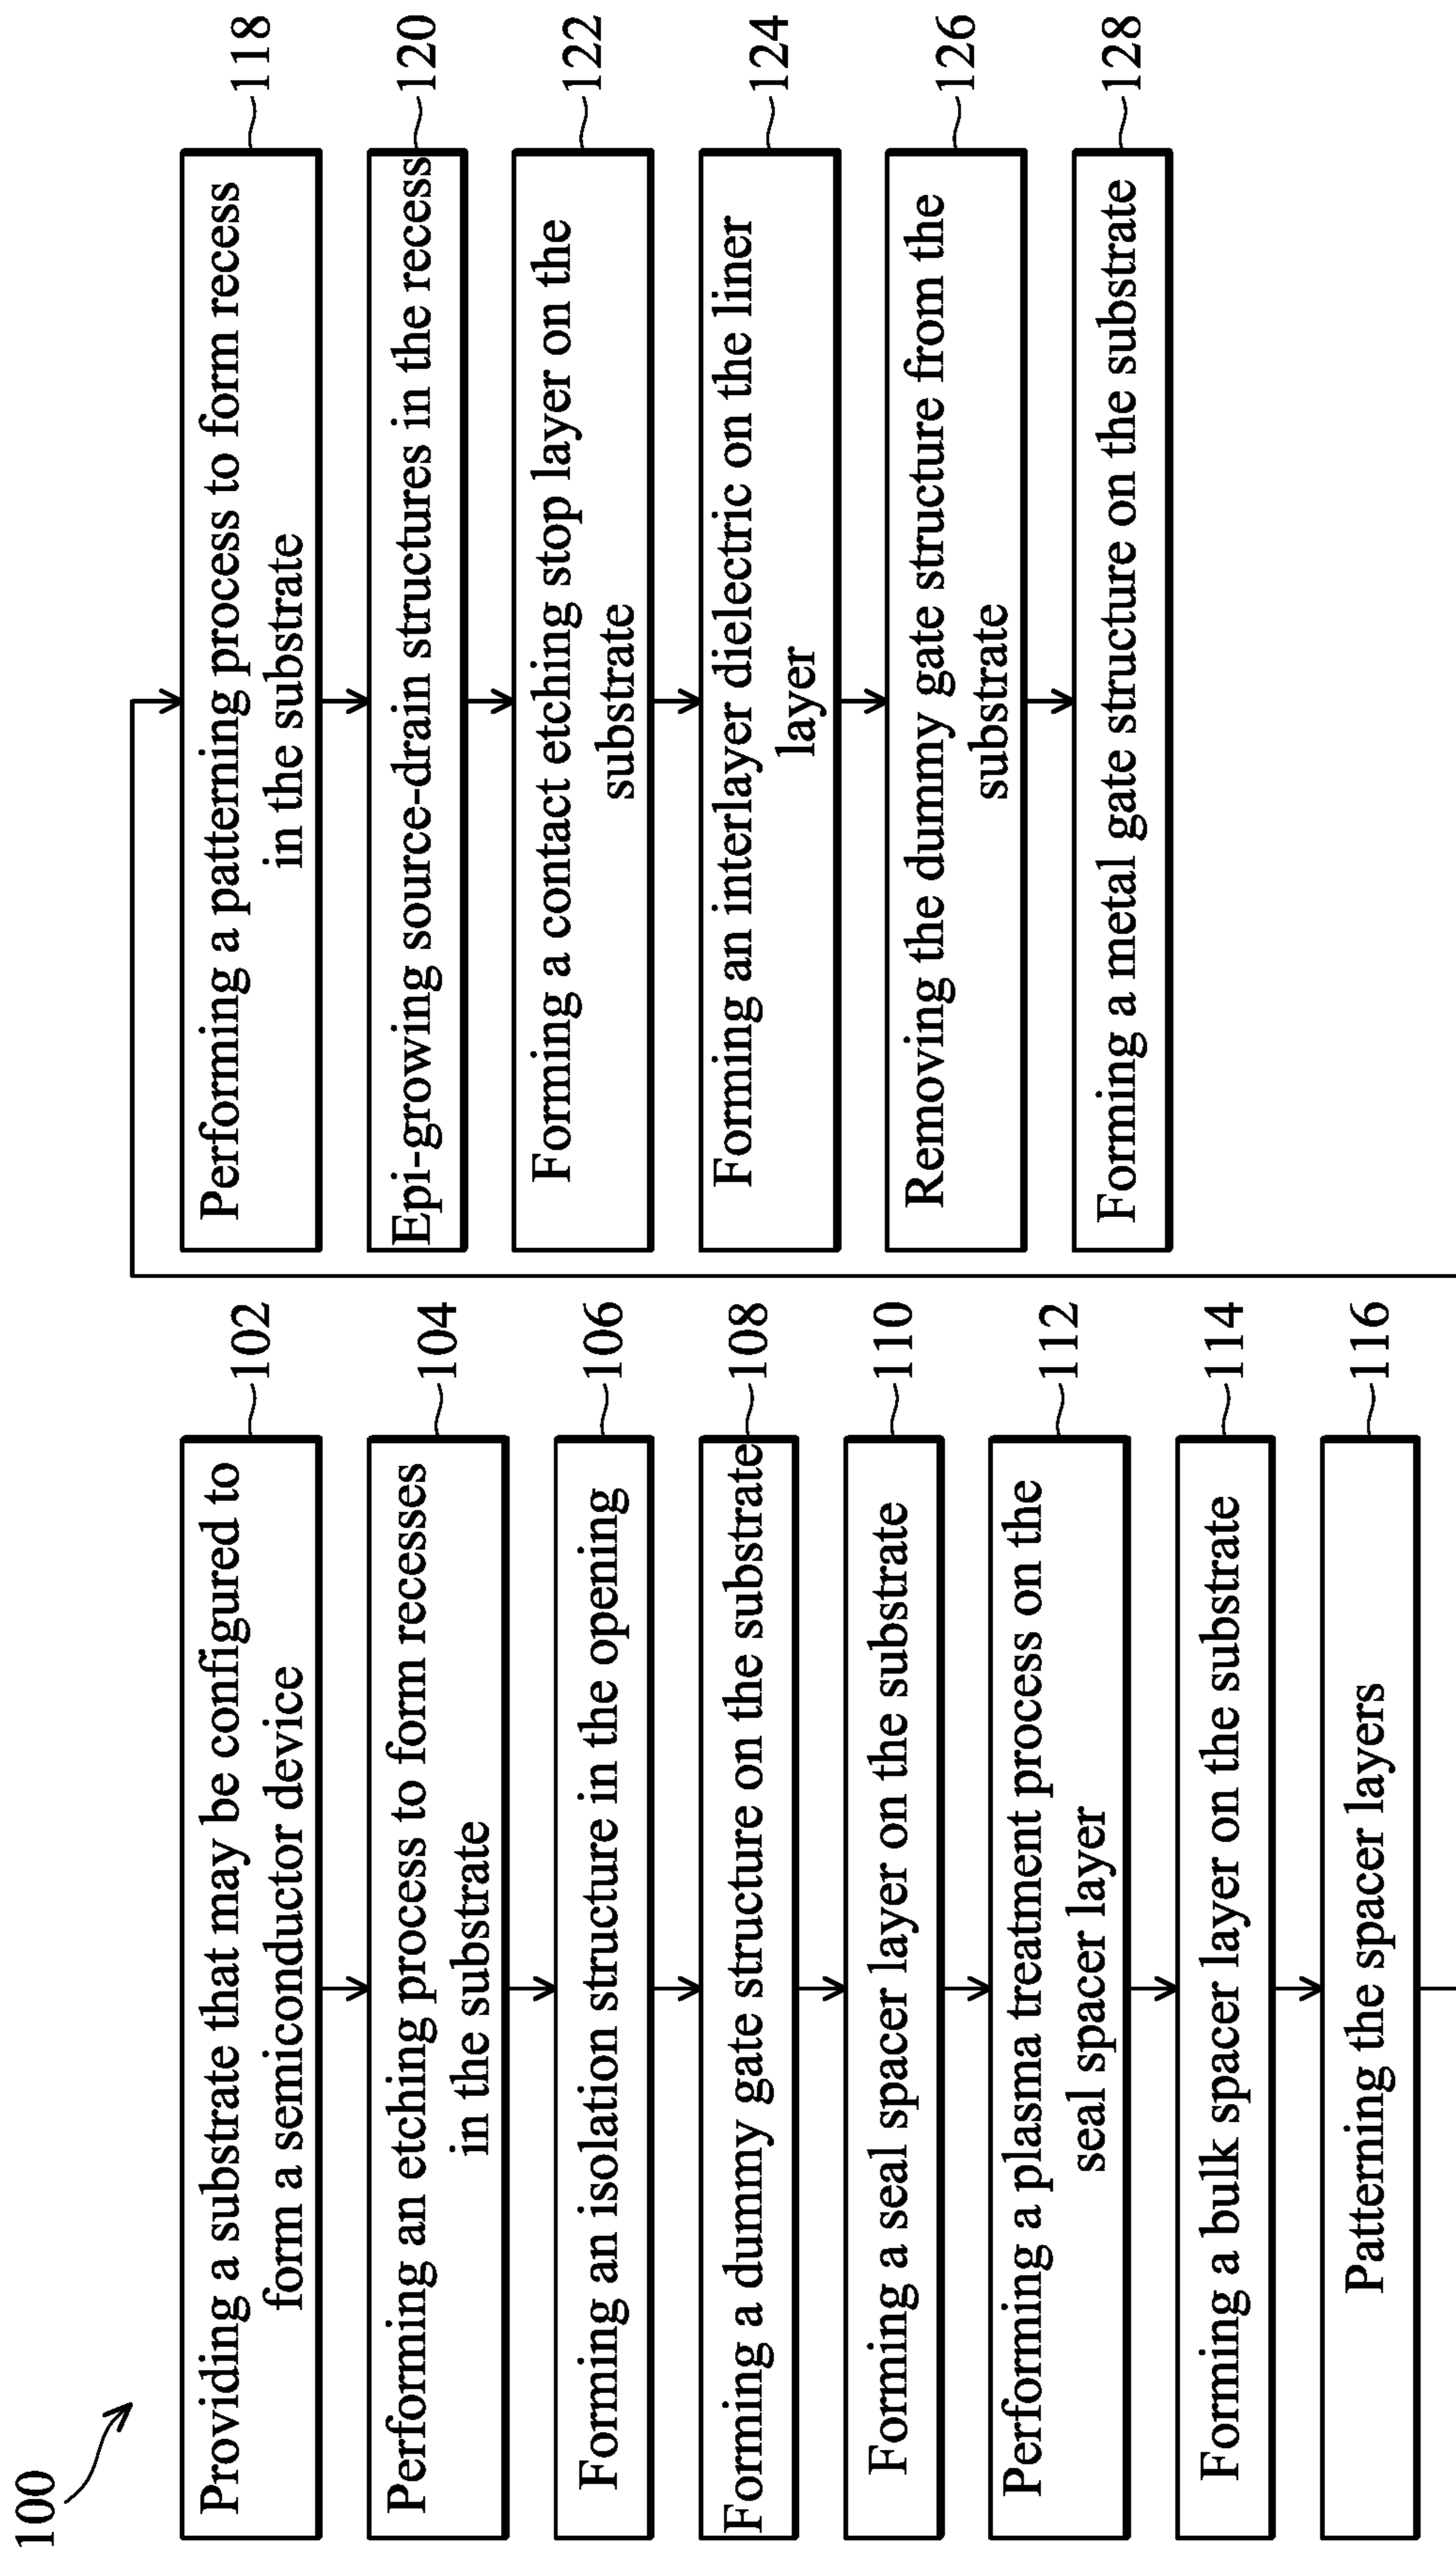 100
Providing a substrate that may be configured to
form a semiconductor device
102
Performing an etching process to form recesses
in the substrate
104
Forming an isolation structure in the opening
106
Forming a dummy gate structure on the substrate
108
Forming a seal spacer layer on the substrate
110
Performing a plasma treatment process on the
seal spacer layer
112
Forming a bulk spacer layer on the substrate
114
Patterning the spacer layers
116
Performing a patterning process to form recess
in the substrate
118
Epi-growing source-drain structures in the recess
120
Forming a contact etching stop layer on the
substrate
122
Forming an interlayer dielectric on the liner
layer
124
Removing the dummy gate structure from the
substrate
126
Forming a metal gate structure on the substrate
128